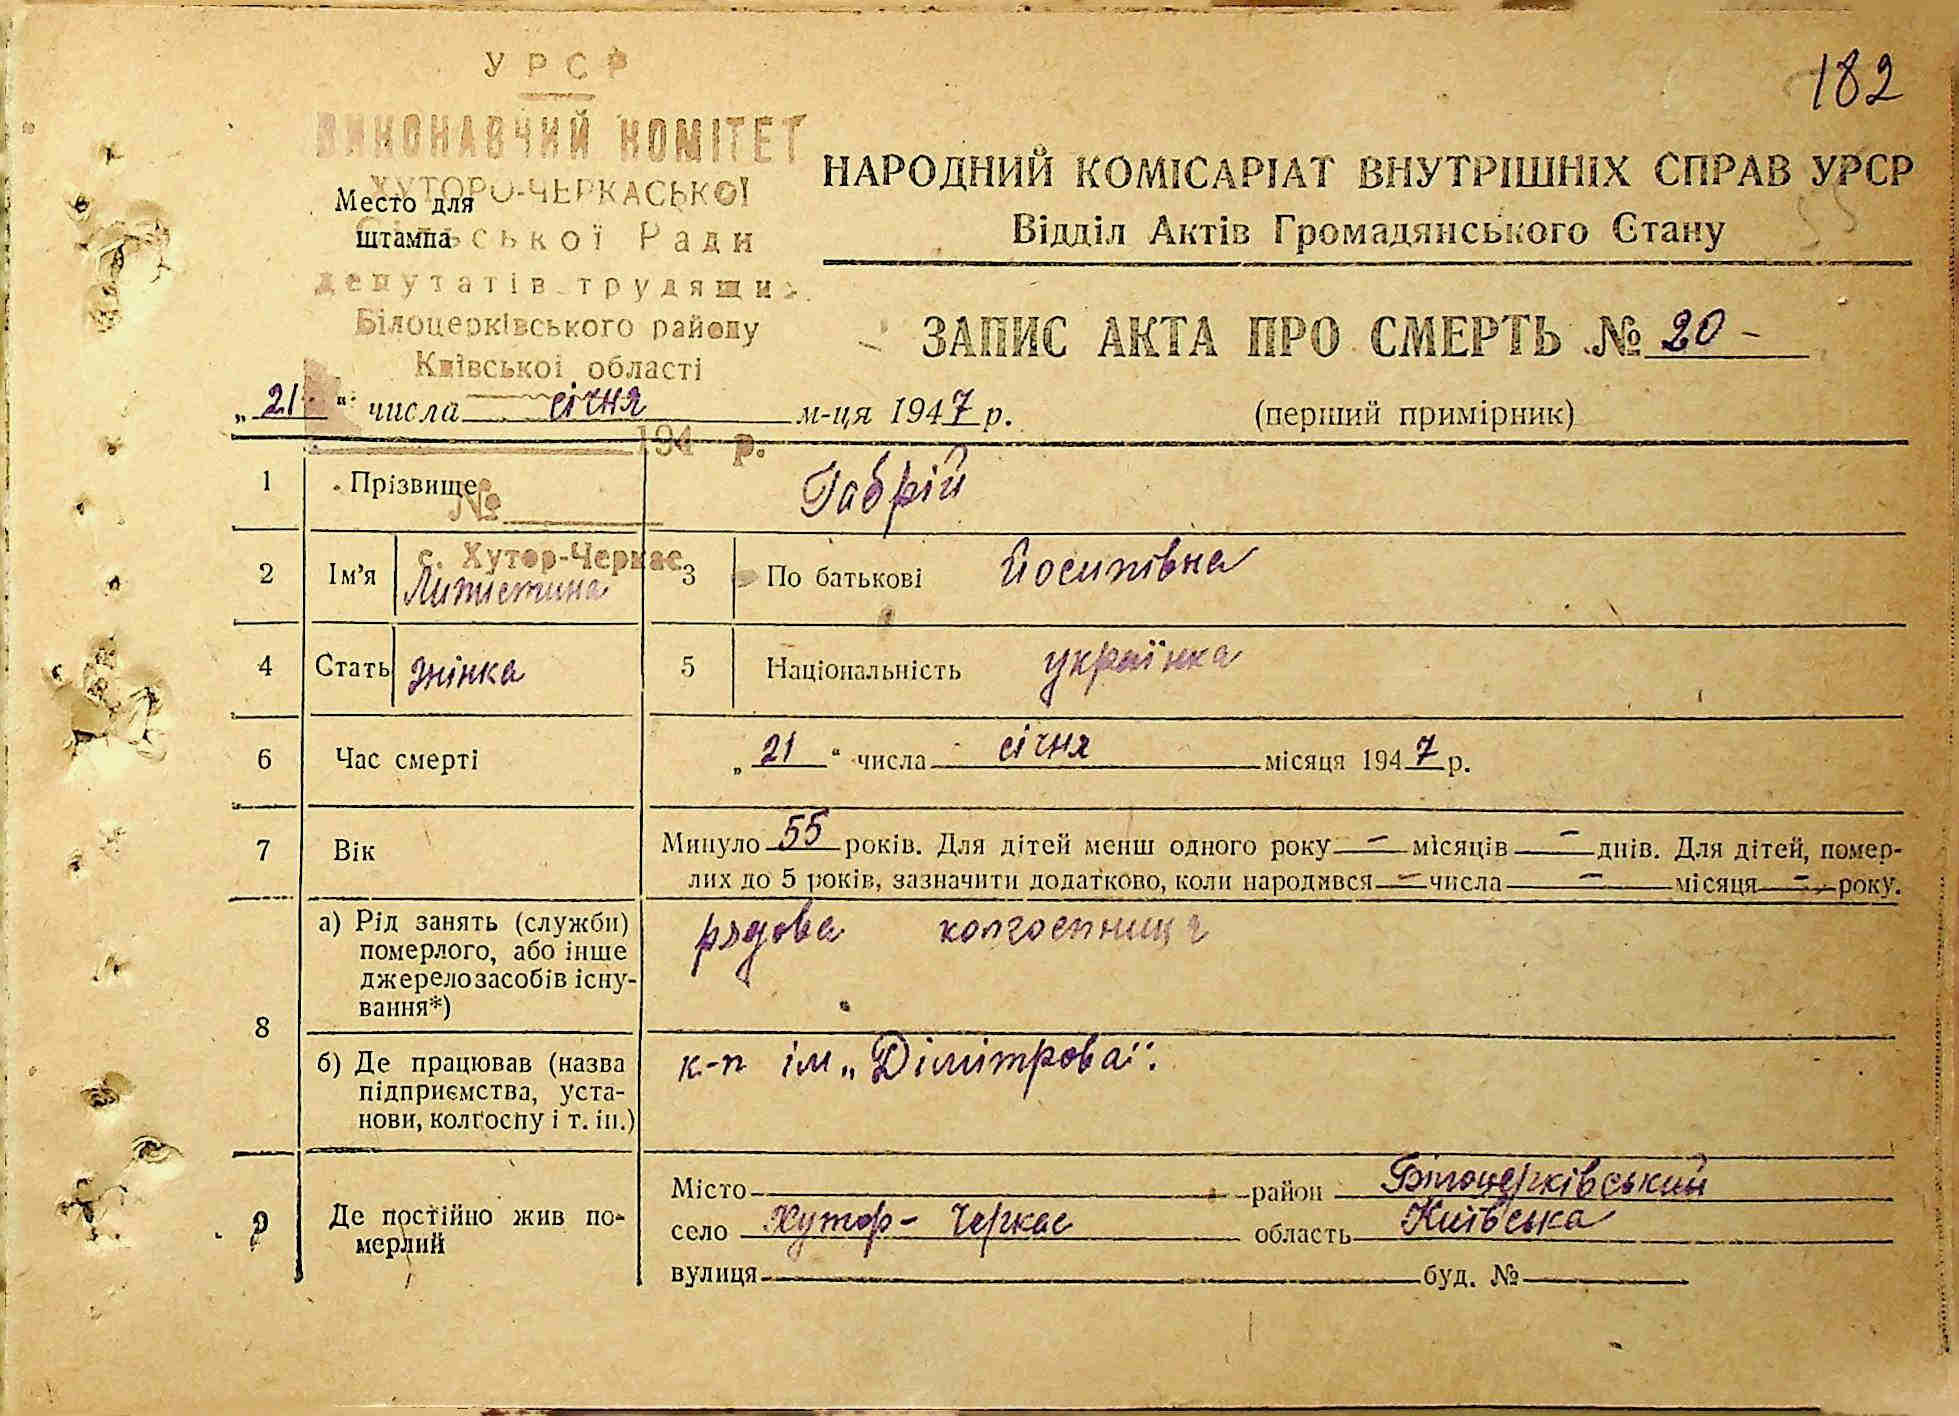 182
УРСР
ВИКОНАВЧИЙ КОМІТЕТ
ХУТОРО-ЧЕРКАСЬКОЇ
Сільської Ради
депутатів трудящих
Білоцерківського району
Київської області
194 р.
№
с. Хутор-Черкас
Место для
штампа
НАРОДНИЙ КОМІСАРІАТ ВНУТРІШНІХ СПРАВ УРСР
Відділ Актів Громадянського Стану
ЗАПИС АКТА ПРО СМЕРТЬ № 20 -
„21“ числа січня м-ця 1947 р. (перший примірник)
1 Прізвище Габрій
2 Ім'я 3 По батькові Йосипівна
4 Стать жінка 5 Національність українка
6 Час смерті „21“ числа січня місяця 1947 р.
7 Вік Минуло 55 років. Для дітей менш одного року — місяців — днів. Для дітей, помер-
лих до 5 років, зазначити додатково, коли народився — числа — місяця — року.
8 а) Рід занять (служби)
померлого, або інше
джерело засобів існу-
вання*)
рядова колгоспниця
б) Де працював (назва
підприємства, уста-
нови, колгоспу і т. ін.)
к-п ім „Дімітрова".
9 Де постійно жив по-
мерлий
Місто район Білоцерківський
село Хутор-Черкас область Київська
вулиця буд. №